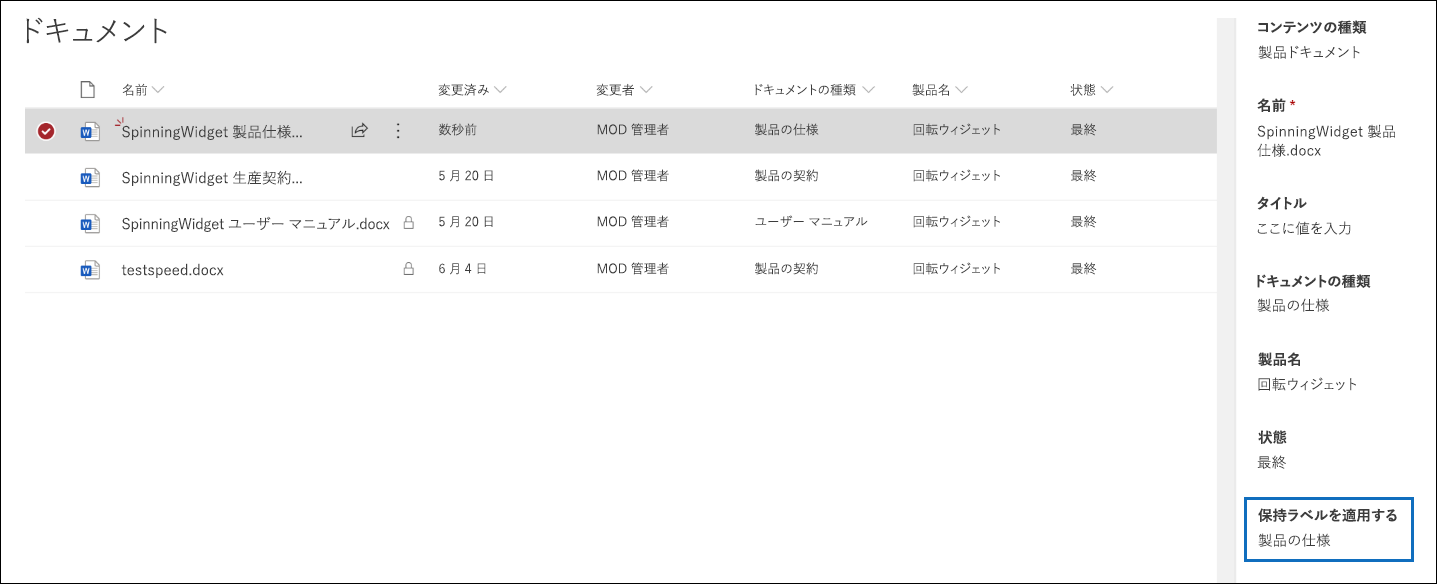 ドキュメント
名前 変更済み 変更者 ドキュメントの種類 製品名 状態
SpinningWidget 製品仕様... 数秒前 MOD 管理者 製品の仕様 回転ウィジェット 最終
SpinningWidget 生産契約... 5 月 20 日 MOD 管理者 製品の契約 回転ウィジェット 最終
SpinningWidget ユーザー マニュアル.docx 5 月 20 日 MOD 管理者 ユーザー マニュアル 回転ウィジェット 最終
testspeed.docx 6 月 4 日 MOD 管理者 製品の契約 回転ウィジェット 最終
コンテンツの種類
製品ドキュメント
名前 *
SpinningWidget 製品
仕様.docx
タイトル
ここに値を入力
ドキュメントの種類
製品の仕様
製品名
回転ウィジェット
状態
最終
保持ラベルを適用する
製品の仕様